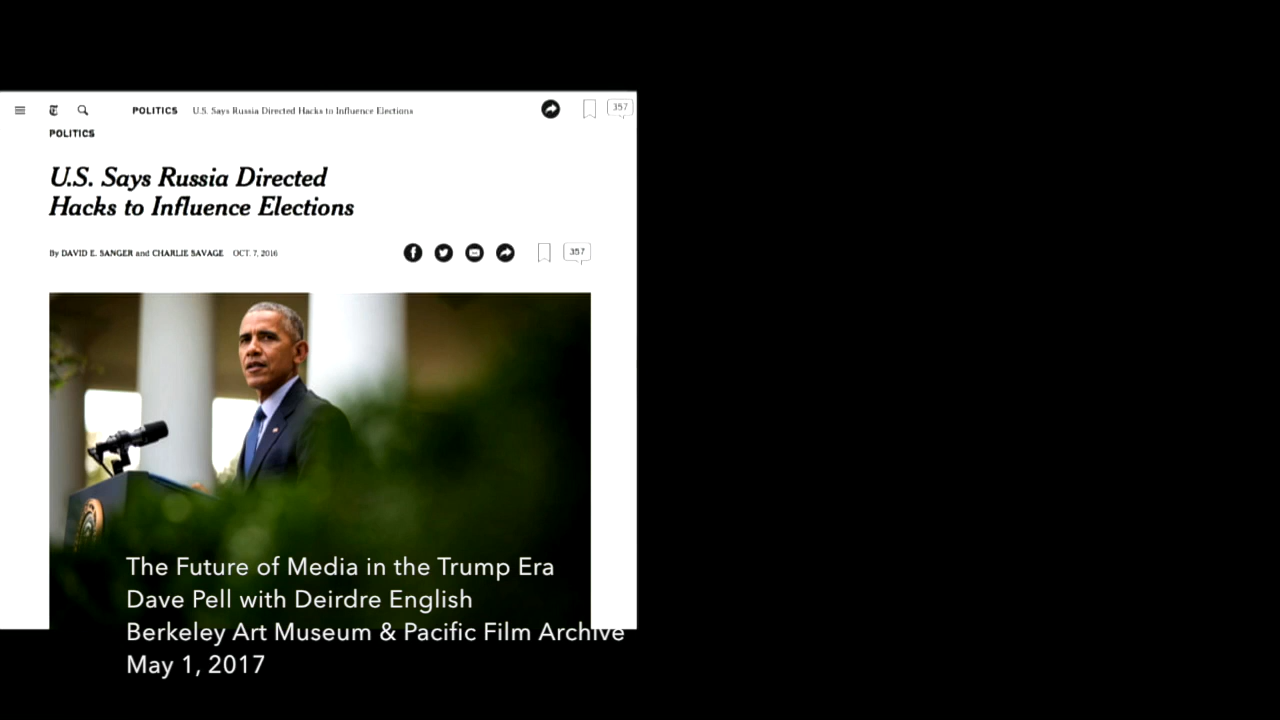 POLITICS U.S. Says Russia Directed Hacks to Influence Elections 357
POLITICS
U.S. Says Russia Directed
Hacks to Influence Elections
By DAVID E. SANGER and CHARLIE SAVAGE OCT. 7, 2016 357
The Future of Media in the Trump Era
Dave Pell with Deirdre English
Berkeley Art Museum & Pacific Film Archive
May 1, 2017